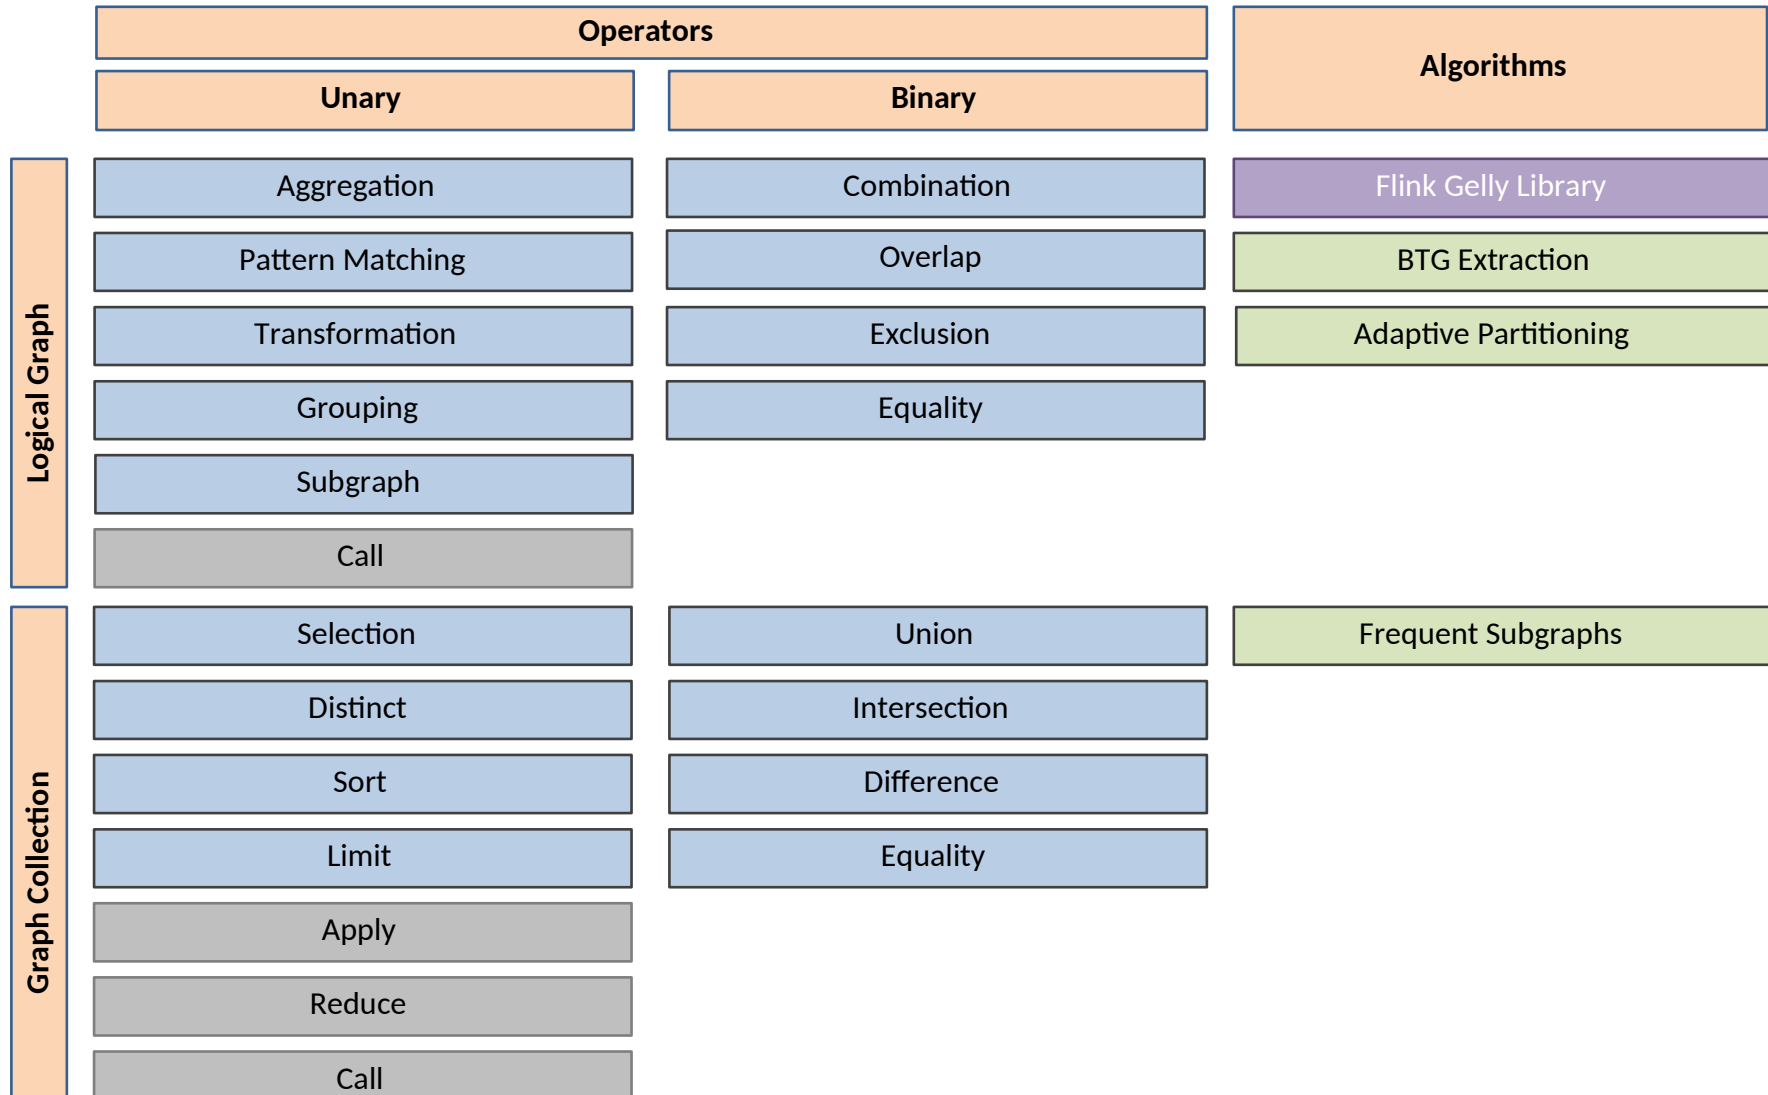 Operators
Algorithms
Unary
Binary
Logical Graph
Aggregation
Combination
Flink Gelly Library
Pattern Matching
Overlap
BTG Extraction
Transformation
Exclusion
Adaptive Partitioning
Grouping
Equality
Subgraph
Call
Graph Collection
Selection
Union
Frequent Subgraphs
Distinct
Intersection
Sort
Difference
Limit
Equality
Apply
Reduce
Call